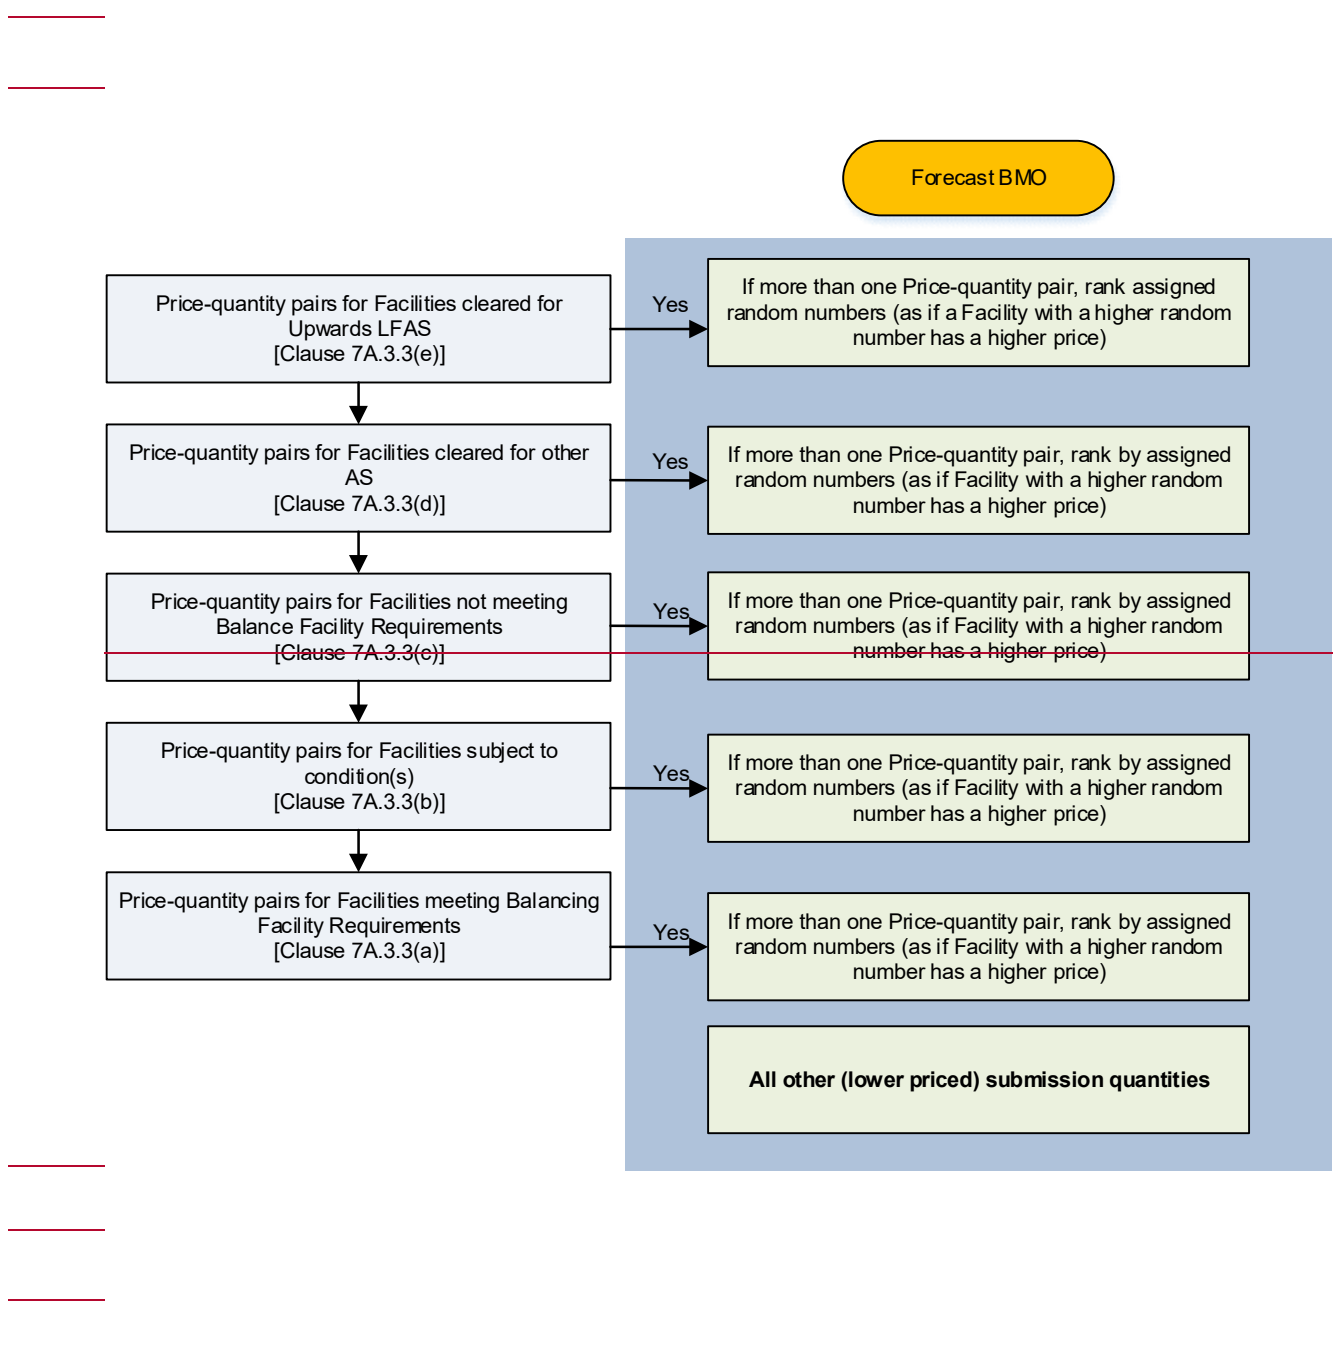 Forecast BMO
Price-quantity pairs for Facilities cleared for
Upwards LFAS
[Clause 7A.3.3(e)]
Yes
If more than one Price-quantity pair, rank assigned
random numbers (as if a Facility with a higher random
number has a higher price)
Price-quantity pairs for Facilities cleared for other
AS
[Clause 7A.3.3(d)]
Yes
If more than one Price-quantity pair, rank by assigned
random numbers (as if Facility with a higher random
number has a higher price)
Price-quantity pairs for Facilities not meeting
Balance Facility Requirements
[Clause 7A.3.3(c)]
Yes
If more than one Price-quantity pair, rank by assigned
random numbers (as if Facility with a higher random
number has a higher price)
Price-quantity pairs for Facilities subject to
condition(s)
[Clause 7A.3.3(b)]
Yes
If more than one Price-quantity pair, rank by assigned
random numbers (as if Facility with a higher random
number has a higher price)
Price-quantity pairs for Facilities meeting Balancing
Facility Requirements
[Clause 7A.3.3(a)]
Yes
If more than one Price-quantity pair, rank by assigned
random numbers (as if Facility with a higher random
number has a higher price)
All other (lower priced) submission quantities